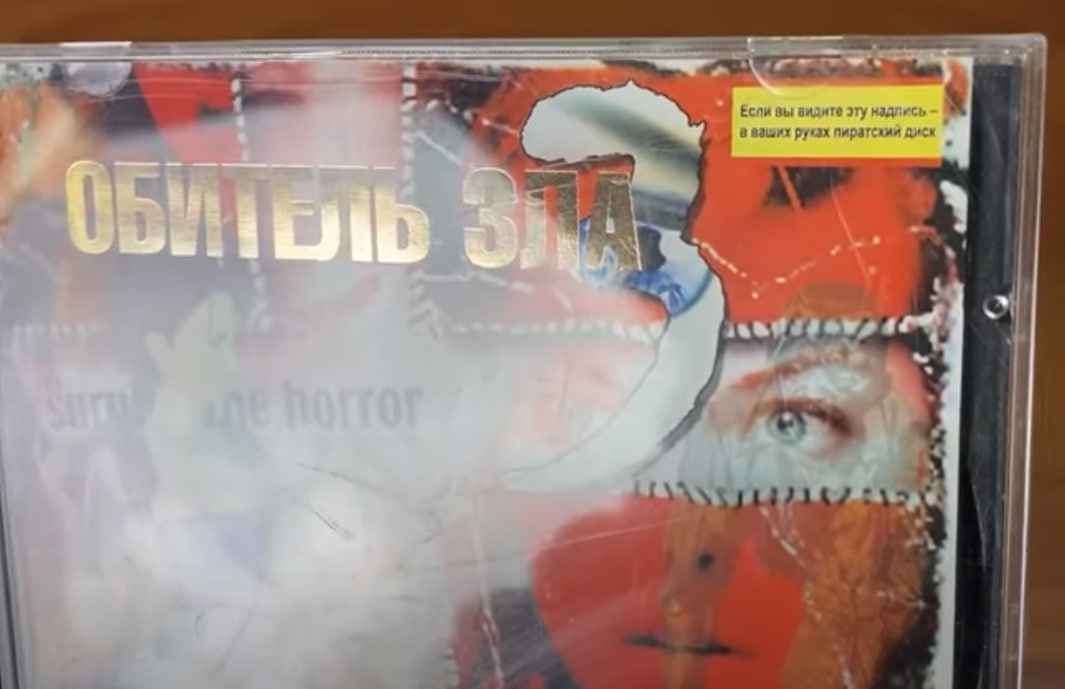 Если вы видите эту надпись –
в ваших руках пиратский диск
ОБИТЕЛЬ ЗЛА
horror